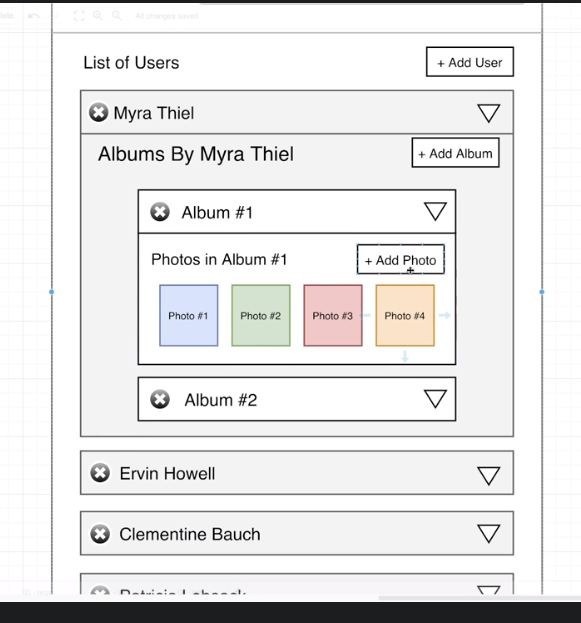 All changes saved
List of Users
+ Add User
Myra Thiel
Albums By Myra Thiel
+ Add Album
Album #1
Photos in Album #1
+ Add Photo
Photo #1 Photo #2 Photo #3 Photo #4
Album #2
Ervin Howell
Clementine Bauch